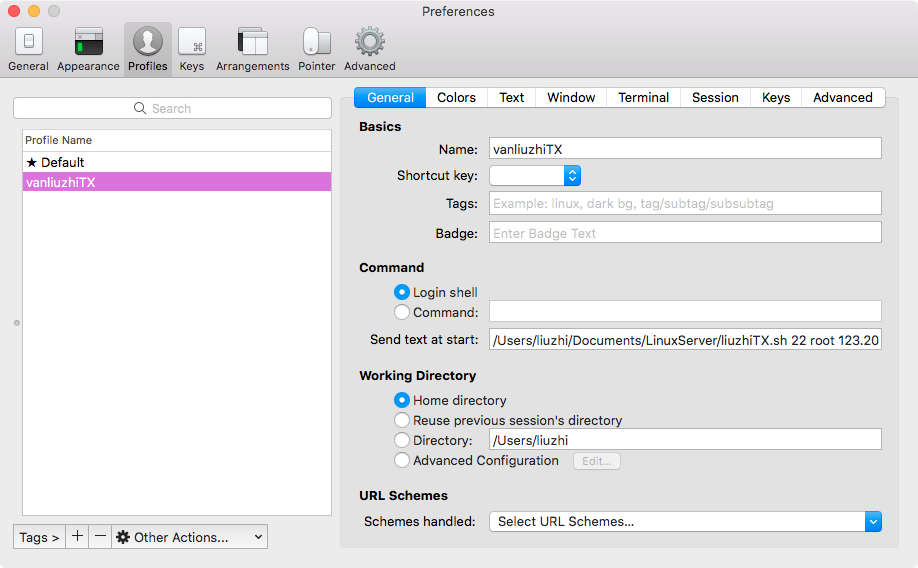 Preferences
General Appearance Profiles Keys Arrangements Pointer Advanced
Search
Profile Name
★ Default
vanliuzhiTX
Tags > + − Other Actions...
General Colors Text Window Terminal Session Keys Advanced
Basics
Name: vanliuzhiTX
Shortcut key:
Tags: Example: linux, dark bg, tag/subtag/subsubtag
Badge: Enter Badge Text
Command
Login shell
Command:
Send text at start: /Users/liuzhi/Documents/LinuxServer/liuzhiTX.sh 22 root 123.20
Working Directory
Home directory
Reuse previous session's directory
Directory: /Users/liuzhi
Advanced Configuration Edit...
URL Schemes
Schemes handled: Select URL Schemes...